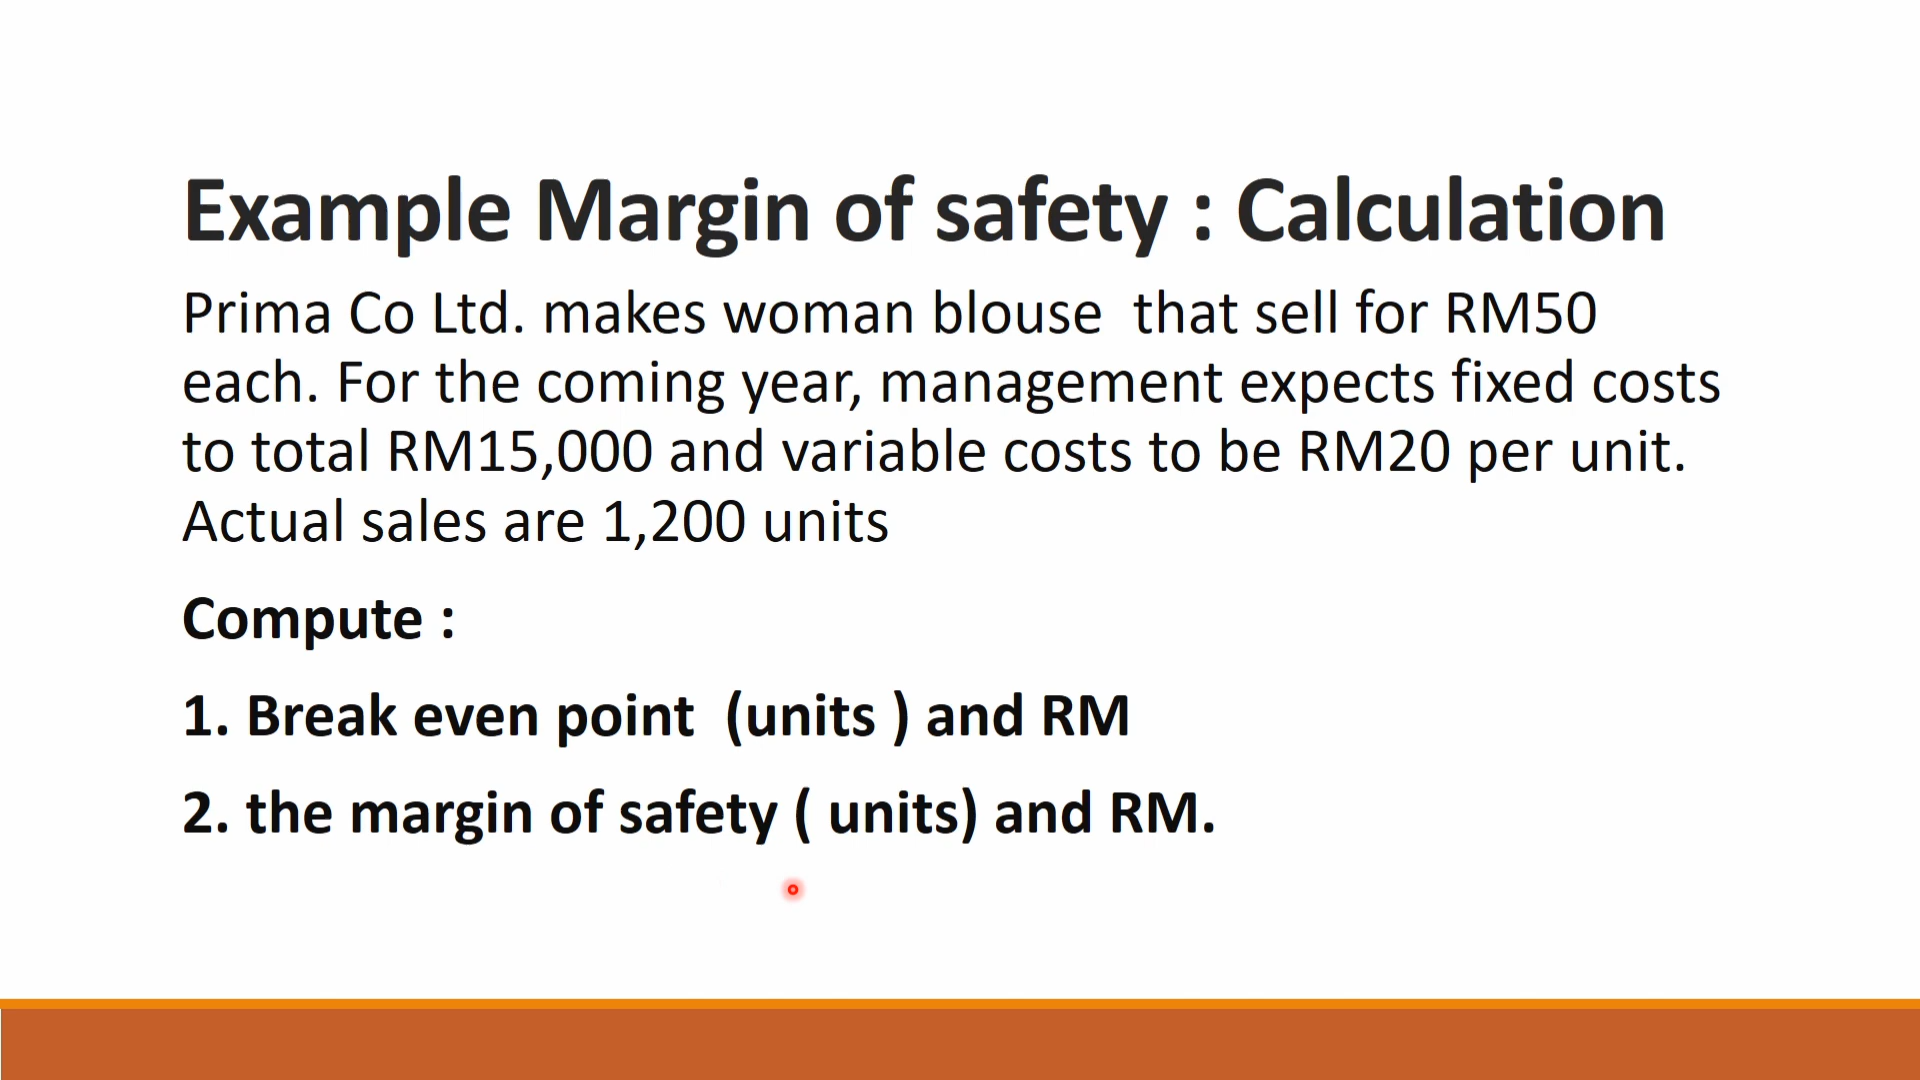 Example Margin of safety : Calculation
Prima Co Ltd. makes woman blouse  that sell for RM50
each. For the coming year, management expects fixed costs
to total RM15,000 and variable costs to be RM20 per unit.
Actual sales are 1,200 units
Compute :
1. Break even point  (units ) and RM
2. the margin of safety ( units) and RM.